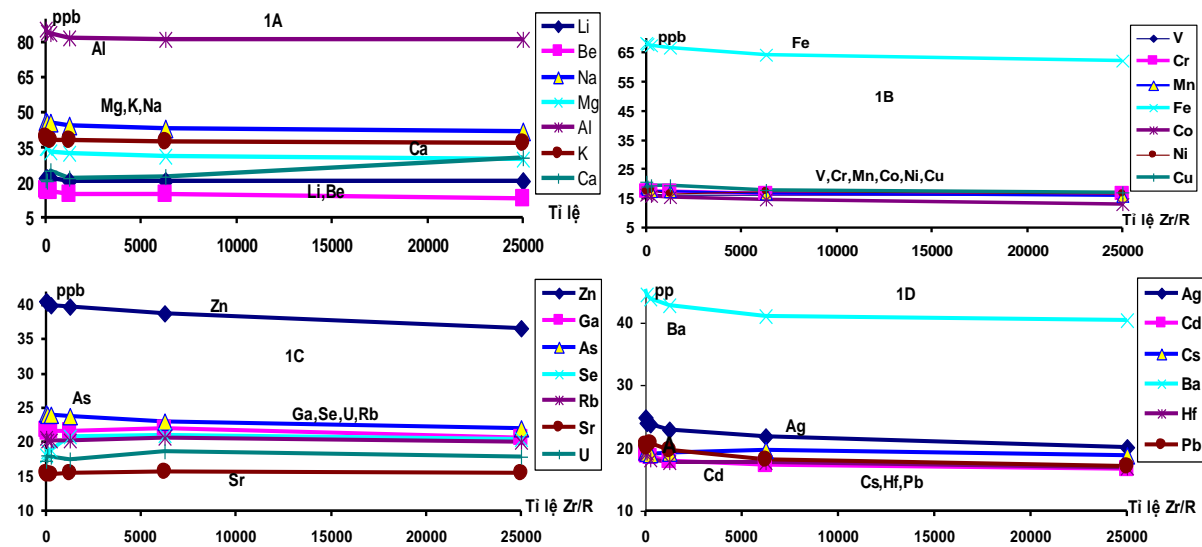 ppb
1A
85
65
45
25
5
Al
Mg,K,Na
Ca
Li,Be
Tỉ lệ
0
5000
10000
15000
20000
25000
Li
Be
Na
Mg
Al
K
Ca
ppb
1B
65
55
45
35
25
15
5
Fe
V,Cr,Mn,Co,Ni,Cu
Tỉ lệ Zr/R
0
5000
10000
15000
20000
25000
V
Cr
Mn
Fe
Co
Ni
Cu
ppb
1C
40
35
30
25
20
15
10
Zn
As
Ga,Se,U,Rb
Sr
Tỉ lệ Zr/R
0
5000
10000
15000
20000
25000
Zn
Ga
As
Se
Rb
Sr
U
pp
1D
40
30
20
10
Ba
Ag
Cd
Cs,Hf,Pb
Tỉ lệ Zr/R
0
5000
10000
15000
20000
25000
Ag
Cd
Cs
Ba
Hf
Pb